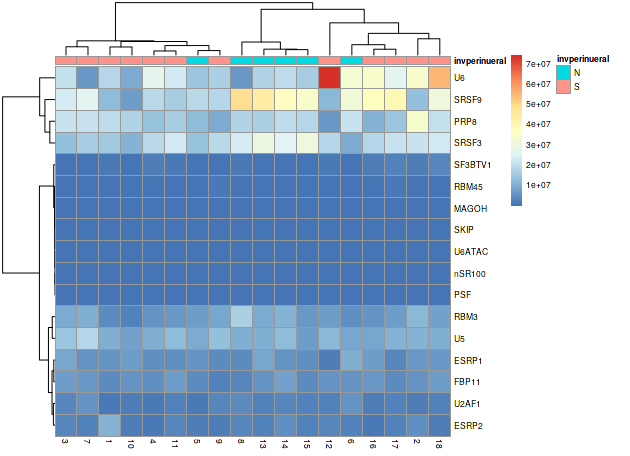 invperinueral
U6
SRSF9
PRP8
SRSF3
SF3BTV1
RBM45
MAGOH
SKIP
U6ATAC
nSR100
PSF
RBM3
U5
ESRP1
FBP11
U2AF1
ESRP2
3 7 1 10 4 11 5 9 8 13 14 15 12 6 16 17 2 18
7e+07
6e+07
5e+07
4e+07
3e+07
2e+07
1e+07
invperinueral
N
S